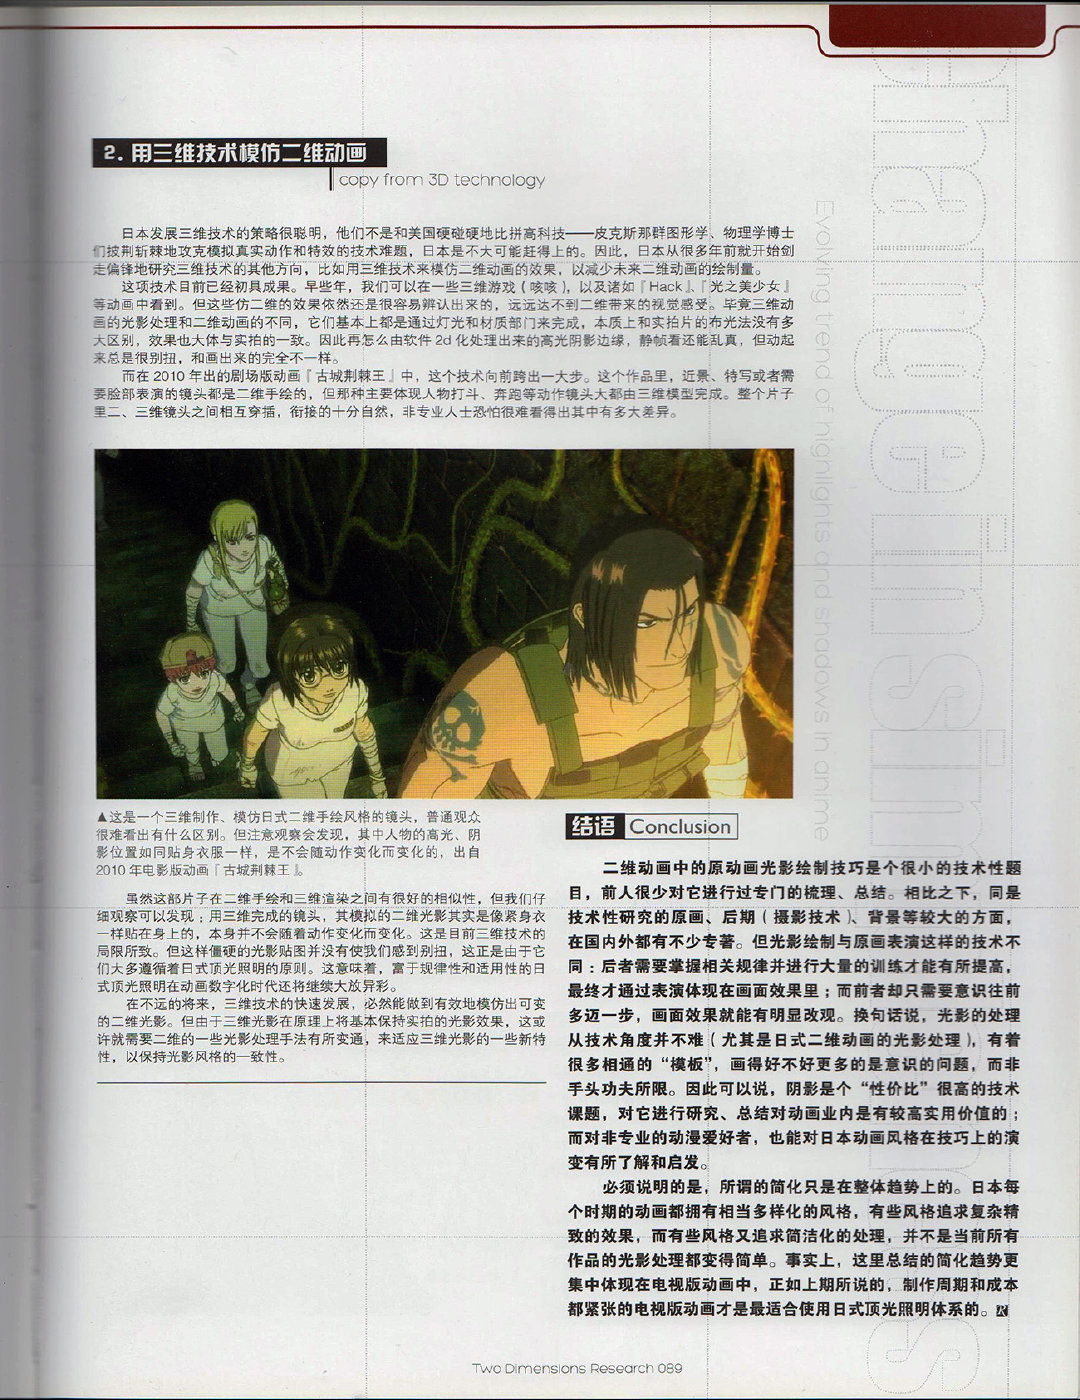 2. 用三维技术模仿二维动画
copy from 3D technology
日本发展三维技术的策略很聪明，他们不是和美国硬碰硬地比拼高科技——皮克斯那群图形学、物理学博士
们披荆斩棘地攻克模拟真实动作和特效的技术难题，日本是不大可能赶得上的。因此，日本从很多年前就开始剑
走偏锋地研究三维技术的其他方向，比如用三维技术来模仿二维动画的效果，以减少未来二维动画的绘制量。
这项技术目前已经初具成果。早些年，我们可以在一些三维游戏（咳咳），以及诸如『Hack』、『光之美少女』
等动画中看到。但这些仿二维的效果依然还是很容易辨认出来的，远远达不到二维带来的视觉感受。毕竟三维动
画的光影处理和二维动画的不同，它们基本上都是通过灯光和材质部门来完成，本质上和实拍片的布光法没有多
大区别，效果也大体与实拍的一致。因此再怎么由软件 2d 化处理出来的高光阴影边缘，静帧看还能乱真，但动起
来总是很别扭，和画出来的完全不一样。
而在 2010 年出的剧场版动画『古城荆棘王』中，这个技术向前跨出一大步。这个作品里，近景、特写或者需
要脸部表演的镜头都是二维手绘的，但那种主要体现人物打斗、奔跑等动作镜头大都由三维模型完成。整个片子
里二、三维镜头之间相互穿插，衔接的十分自然，非专业人士恐怕很难看得出其中有多大差异。
▲这是一个三维制作、模仿日式二维手绘风格的镜头，普通观众
很难看出有什么区别。但注意观察会发现，其中人物的高光、阴
影位置如同贴身衣服一样，是不会随动作变化而变化的，出自
2010 年电影版动画『古城荆棘王』。
虽然这部片子在二维手绘和三维渲染之间有很好的相似性，但我们仔
细观察可以发现：用三维完成的镜头，其模拟的二维光影其实是像紧身衣
一样贴在身上的，本身并不会随着动作变化而变化。这是目前三维技术的
局限所致。但这样僵硬的光影贴图并没有使我们感到别扭，这正是由于它
们大多遵循着日式顶光照明的原则。这意味着，富于规律性和适用性的日
式顶光照明在动画数字化时代还将继续大放异彩。
在不远的将来，三维技术的快速发展，必然能做到有效地模仿出可变
的二维光影。但由于三维光影在原理上将基本保持实拍的光影效果，这或
许就需要二维的一些光影处理手法有所变通，来适应三维光影的一些新特
性，以保持光影风格的一致性。
结语 Conclusion
二维动画中的原动画光影绘制技巧是个很小的技术性题
目，前人很少对它进行过专门的梳理、总结。相比之下，同是
技术性研究的原画、后期（摄影技术）、背景等较大的方面，
在国内外都有不少专著。但光影绘制与原画表演这样的技术不
同：后者需要掌握相关规律并进行大量的训练才能有所提高，
最终才通过表演体现在画面效果里；而前者却只需要意识往前
多迈一步，画面效果就能有明显改观。换句话说，光影的处理
从技术角度并不难（尤其是日式二维动画的光影处理），有着
很多相通的“模板”，画得好不好更多的是意识的问题，而非
手头功夫所限。因此可以说，阴影是个“性价比”很高的技术
课题，对它进行研究、总结对动画业内是有较高实用价值的；
而对非专业的动漫爱好者，也能对日本动画风格在技巧上的演
变有所了解和启发。
必须说明的是，所谓的简化只是在整体趋势上的。日本每
个时期的动画都拥有相当多样化的风格，有些风格追求复杂精
致的效果，而有些风格又追求简洁化的处理，并不是当前所有
作品的光影处理都变得简单。事实上，这里总结的简化趋势更
集中体现在电视版动画中，正如上期所说的，制作周期和成本
都紧张的电视版动画才是最适合使用日式顶光照明体系的。
Evolving trend of highlights and shadows in anime
Two Dimensions Research 089